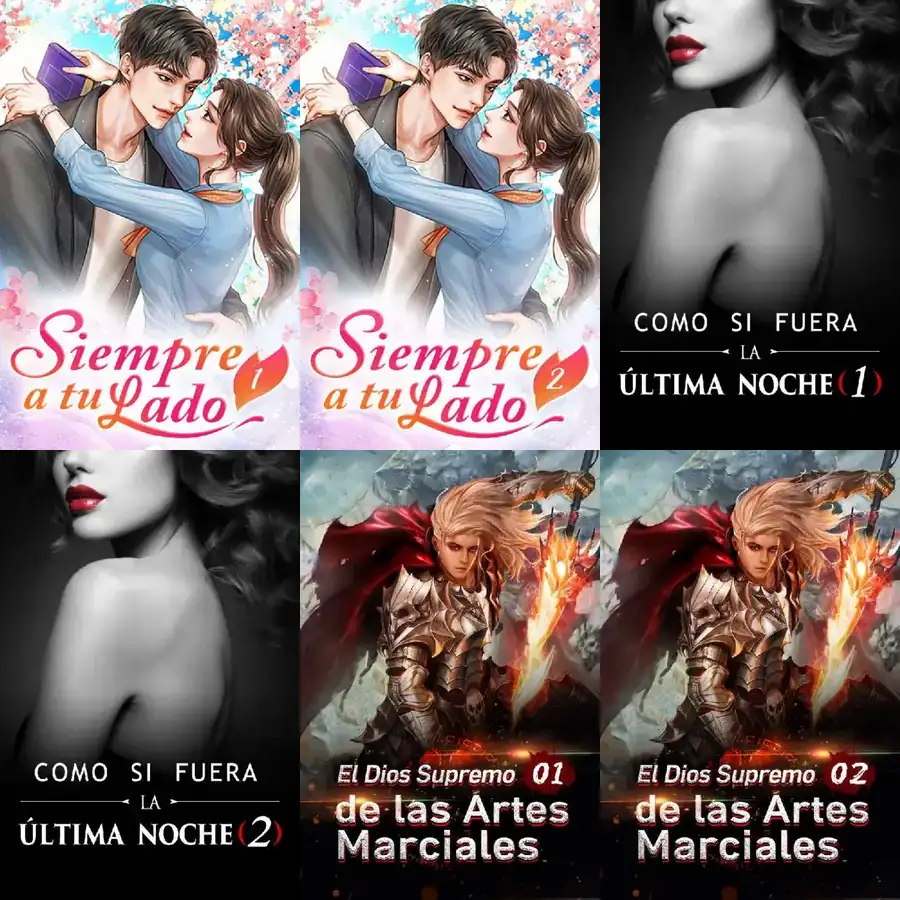 Siempre
a tu Lado 1
Siempre
a tu Lado 2
COMO SI FUERA
LA
ÚLTIMA NOCHE (1)
COMO SI FUERA
LA
ÚLTIMA NOCHE (2)
El Dios Supremo 01
de las Artes
Marciales
El Dios Supremo 02
de las Artes
Marciales